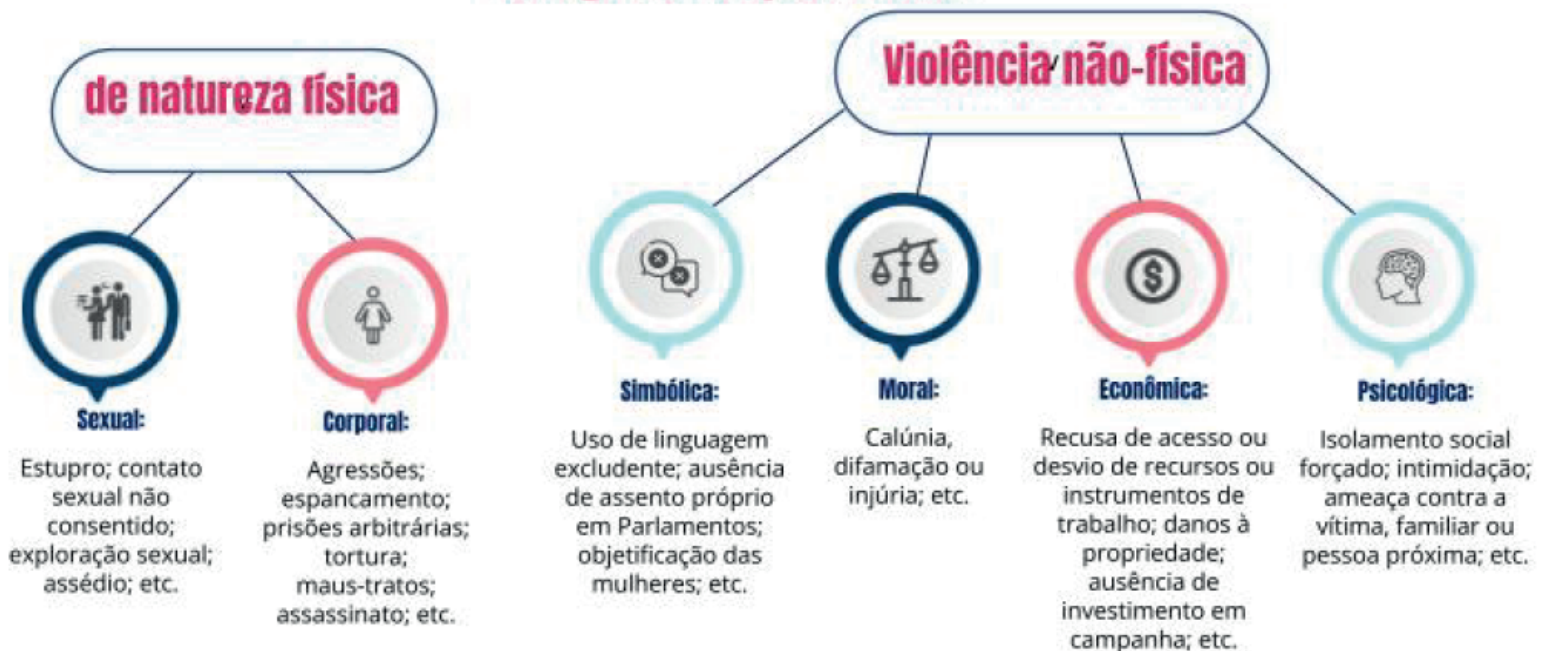 de natureza física
Violência não-física
Sexual:
Estupro; contato
sexual não
consentido;
exploração sexual;
assédio; etc.
Corporal:
Agressões;
espancamento;
prisões arbitrárias;
tortura;
maus-tratos;
assassinato; etc.
Simbólica:
Uso de linguagem
excludente; ausência
de assento próprio
em Parlamentos;
objetificação das
mulheres; etc.
Moral:
Calúnia,
difamação ou
injúria; etc.
Econômica:
Recusa de acesso ou
desvio de recursos ou
instrumentos de
trabalho; danos à
propriedade;
ausência de
investimento em
campanha; etc.
Psicológica:
Isolamento social
forçado; intimidação;
ameaça contra a
vítima, familiar ou
pessoa próxima; etc.